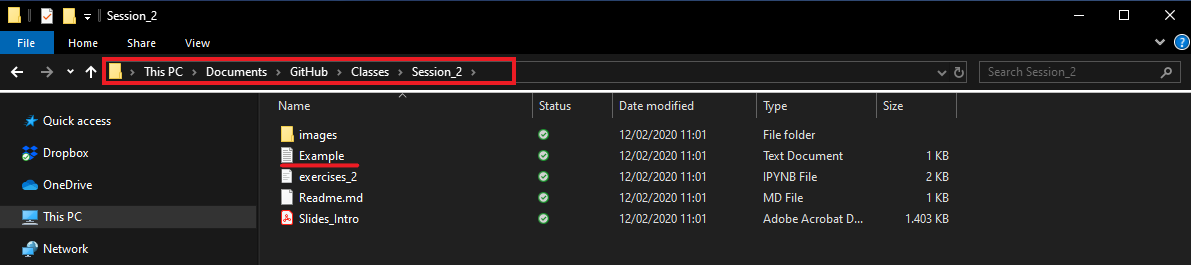 Session_2
File Home Share View
This PC Documents GitHub Classes Session_2 Search Session_2
Name Status Date modified Type Size
Quick access
Dropbox
OneDrive
This PC
Network
images 12/02/2020 11:01 File folder
Example 12/02/2020 11:01 Text Document 1 KB
exercises_2 12/02/2020 11:01 IPYNB File 2 KB
Readme.md 12/02/2020 11:01 MD File 1 KB
Slides_Intro 12/02/2020 11:01 Adobe Acrobat D... 1.403 KB